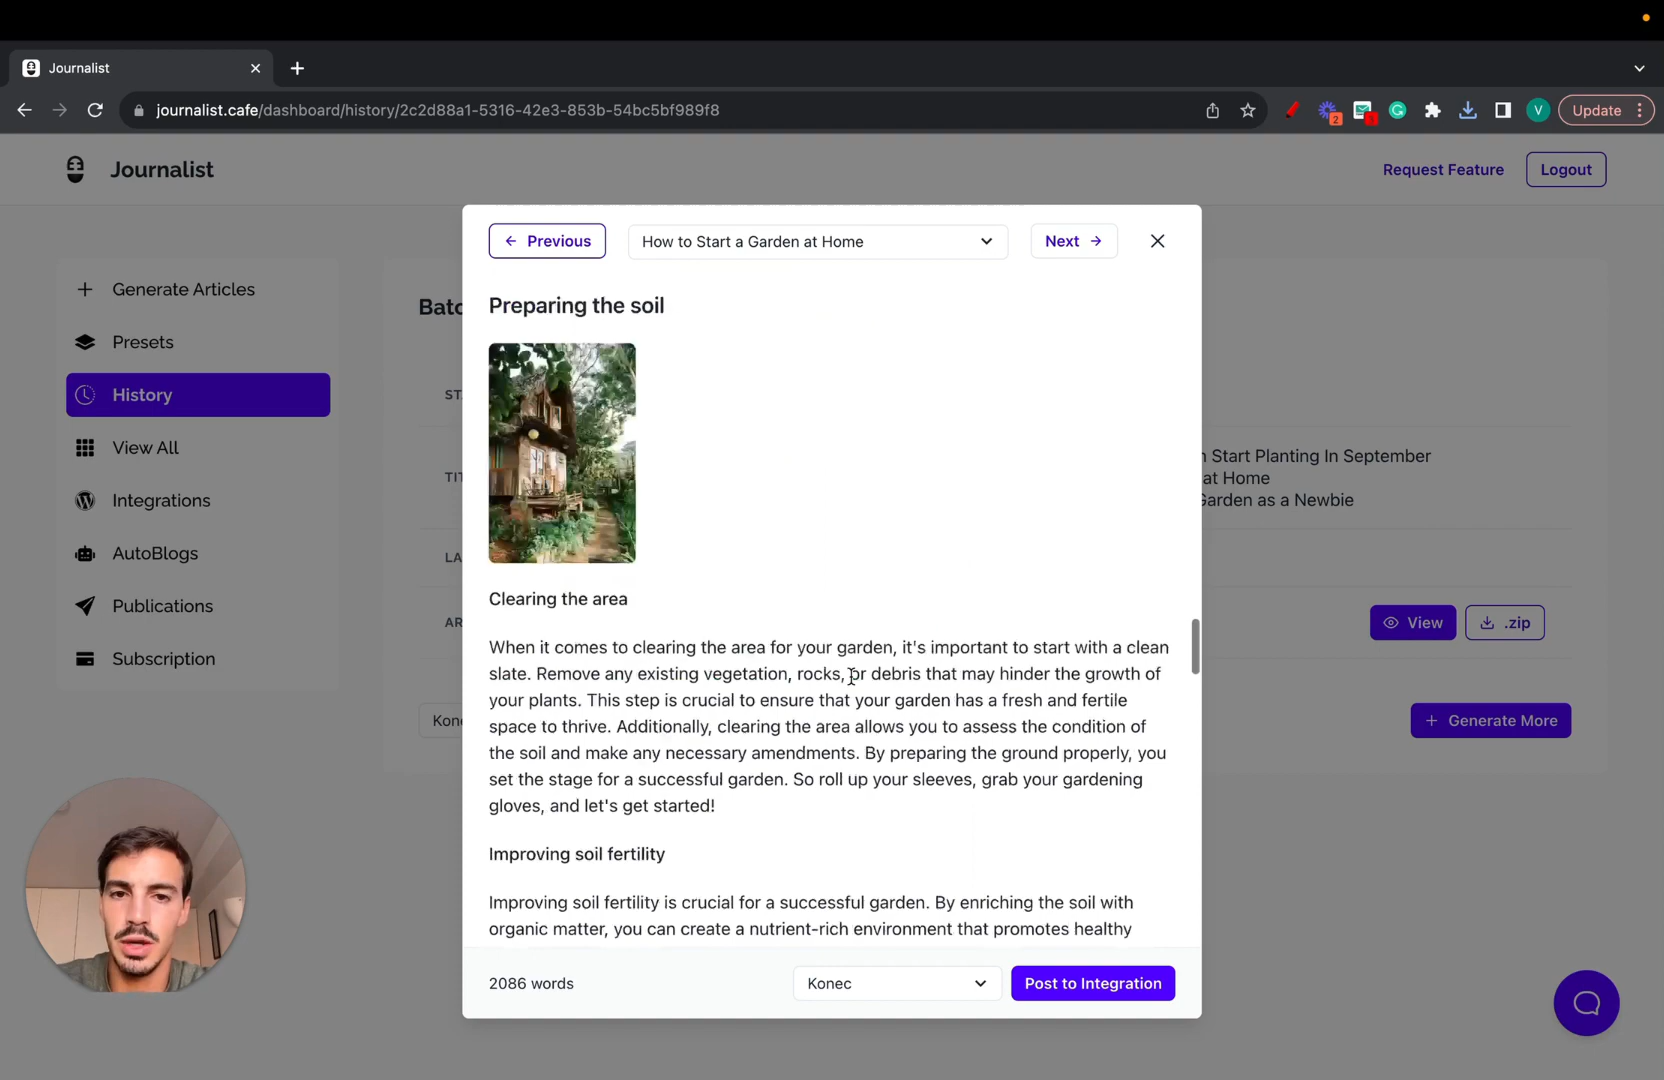 Journalist
journalist.cafe/dashboard/history/2c2d88a1-5316-42e3-853b-54bc5bf989f8
2
1
V
Update
Journalist
Request Feature
Logout
Generate Articles
Presets
History
View All
Integrations
AutoBlogs
Publications
Subscription
Start Planting In September
at Home
Garden as a Newbie
View
.zip
Generate More
Previous
How to Start a Garden at Home
Next
Preparing the soil
Clearing the area
When it comes to clearing the area for your garden, it's important to start with a clean
slate. Remove any existing vegetation, rocks, or debris that may hinder the growth of
your plants. This step is crucial to ensure that your garden has a fresh and fertile
space to thrive. Additionally, clearing the area allows you to assess the condition of
the soil and make any necessary amendments. By preparing the ground properly, you
set the stage for a successful garden. So roll up your sleeves, grab your gardening
gloves, and let's get started!
Improving soil fertility
Improving soil fertility is crucial for a successful garden. By enriching the soil with
organic matter, you can create a nutrient-rich environment that promotes healthy
2086 words
Konec
Post to Integration